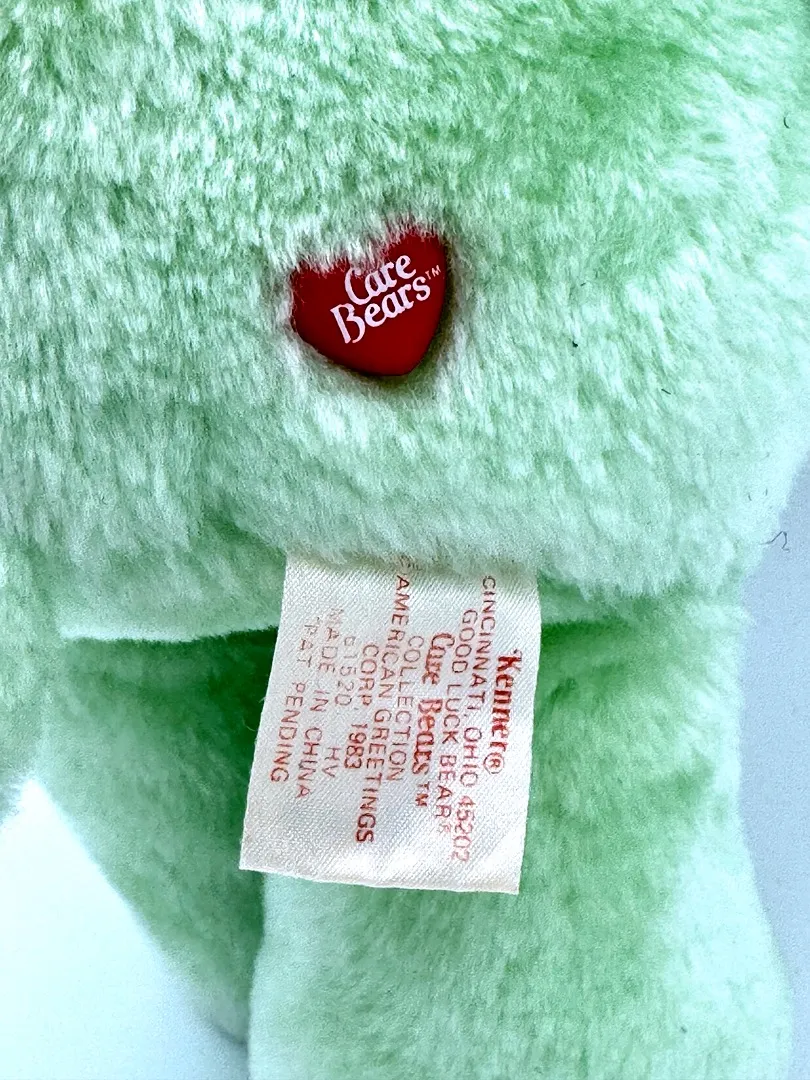 Care
Bears™
Kenner®
CINCINNATI, OHIO 45202
GOOD LUCK BEAR®
Care Bears™
COLLECTION
AMERICAN GREETINGS
CORP. 1983
61520 HV
MADE IN CHINA
PAT PENDING